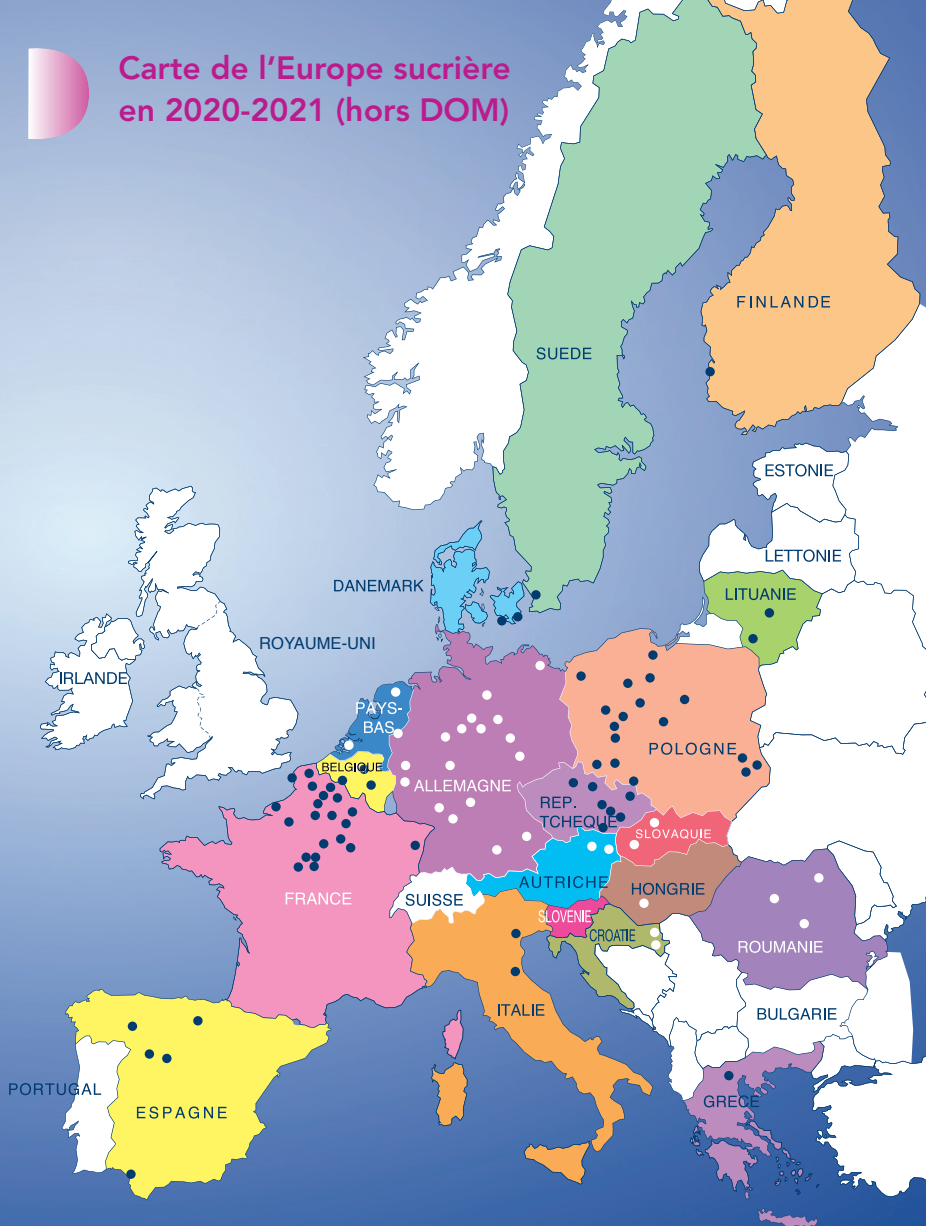 Carte de l'Europe sucrière
en 2020-2021 (hors DOM)
FINLANDE
SUEDE
ESTONIE
LETTONIE
DANEMARK
LITUANIE
ROYAUME-UNI
IRLANDE
PAYS-
BAS
POLOGNE
BELGIQUE
ALLEMAGNE
REP.
TCHEQUE
SLOVAQUIE
AUTRICHE
HONGRIE
FRANCE
SUISSE
SLOVENIE
CROATIE
ROUMANIE
ITALIE
BULGARIE
PORTUGAL
ESPAGNE
GRECE